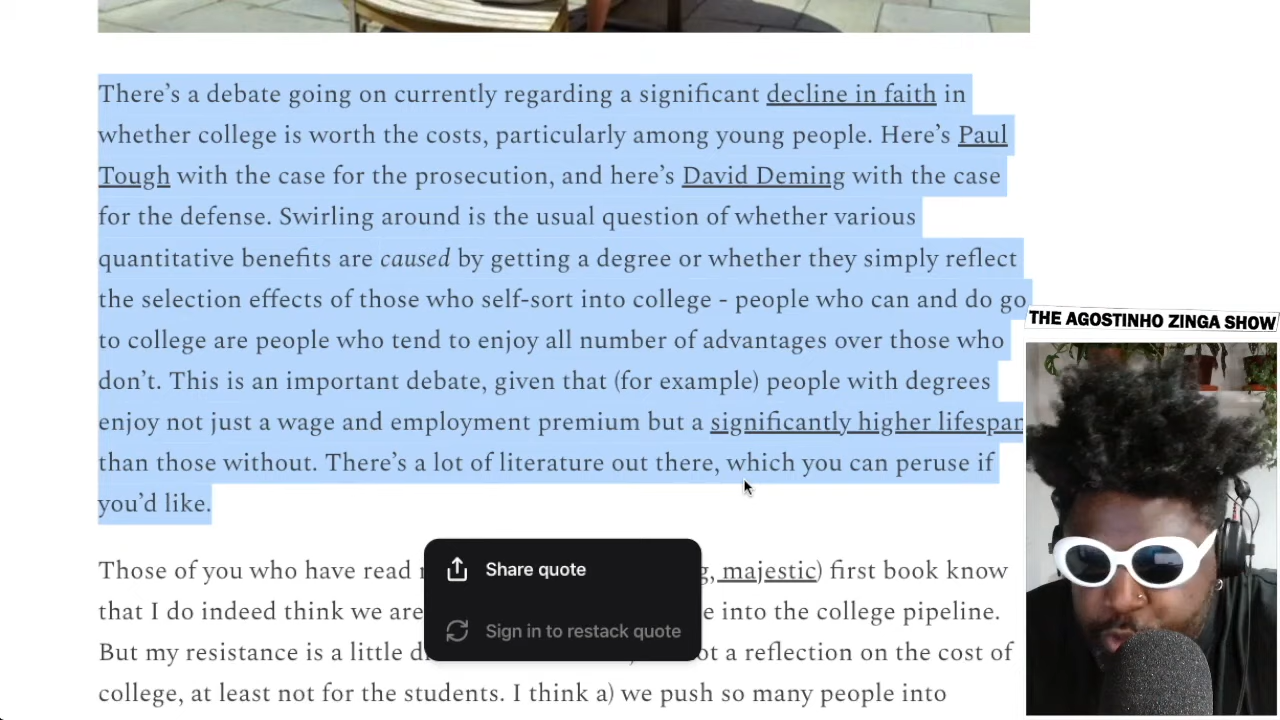 There’s a debate going on currently regarding a significant decline in faith in
whether college is worth the costs, particularly among young people. Here’s Paul
Tough with the case for the prosecution, and here’s David Deming with the case
for the defense. Swirling around is the usual question of whether various
quantitative benefits are caused by getting a degree or whether they simply reflect
the selection effects of those who self-sort into college - people who can and do go
to college are people who tend to enjoy all number of advantages over those who
don’t. This is an important debate, given that (for example) people with degrees
enjoy not just a wage and employment premium but a significantly higher lifespan
than those without. There’s a lot of literature out there, which you can peruse if
you’d like.
Those of you who have read g, majestic) first book know
that I do indeed think we are e into the college pipeline.
But my resistance is a little ot a reflection on the cost of
college, at least not for the students. I think a) we push so many people into
Share quote
Sign in to restack quote
THE AGOSTINHO ZINGA SHOW